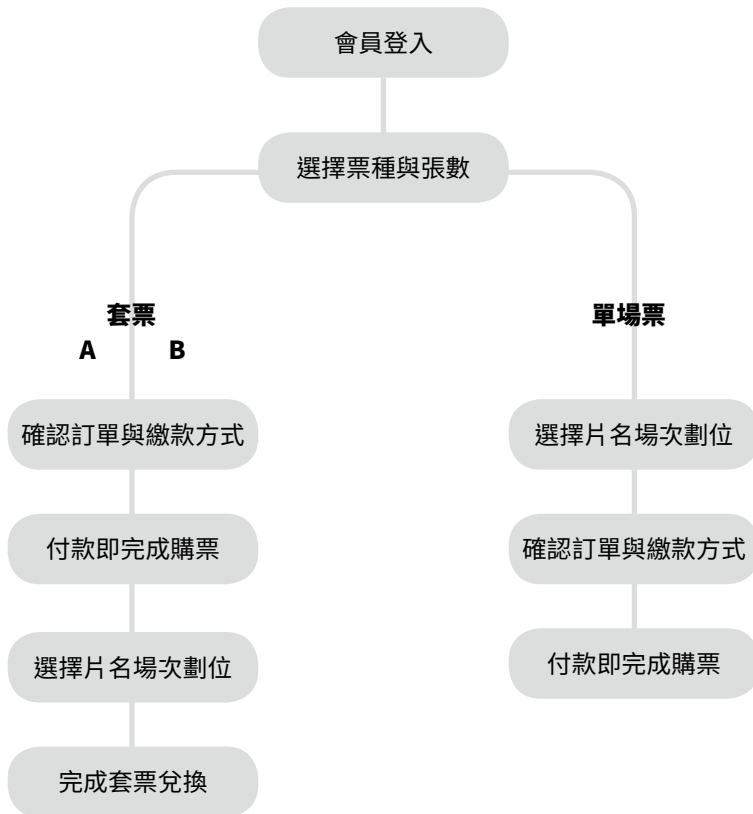 會員登入
選擇票種與張數
套票
A B
確認訂單與繳款方式
付款即完成購票
選擇片名場次劃位
完成套票兌換
單場票
選擇片名場次劃位
確認訂單與繳款方式
付款即完成購票